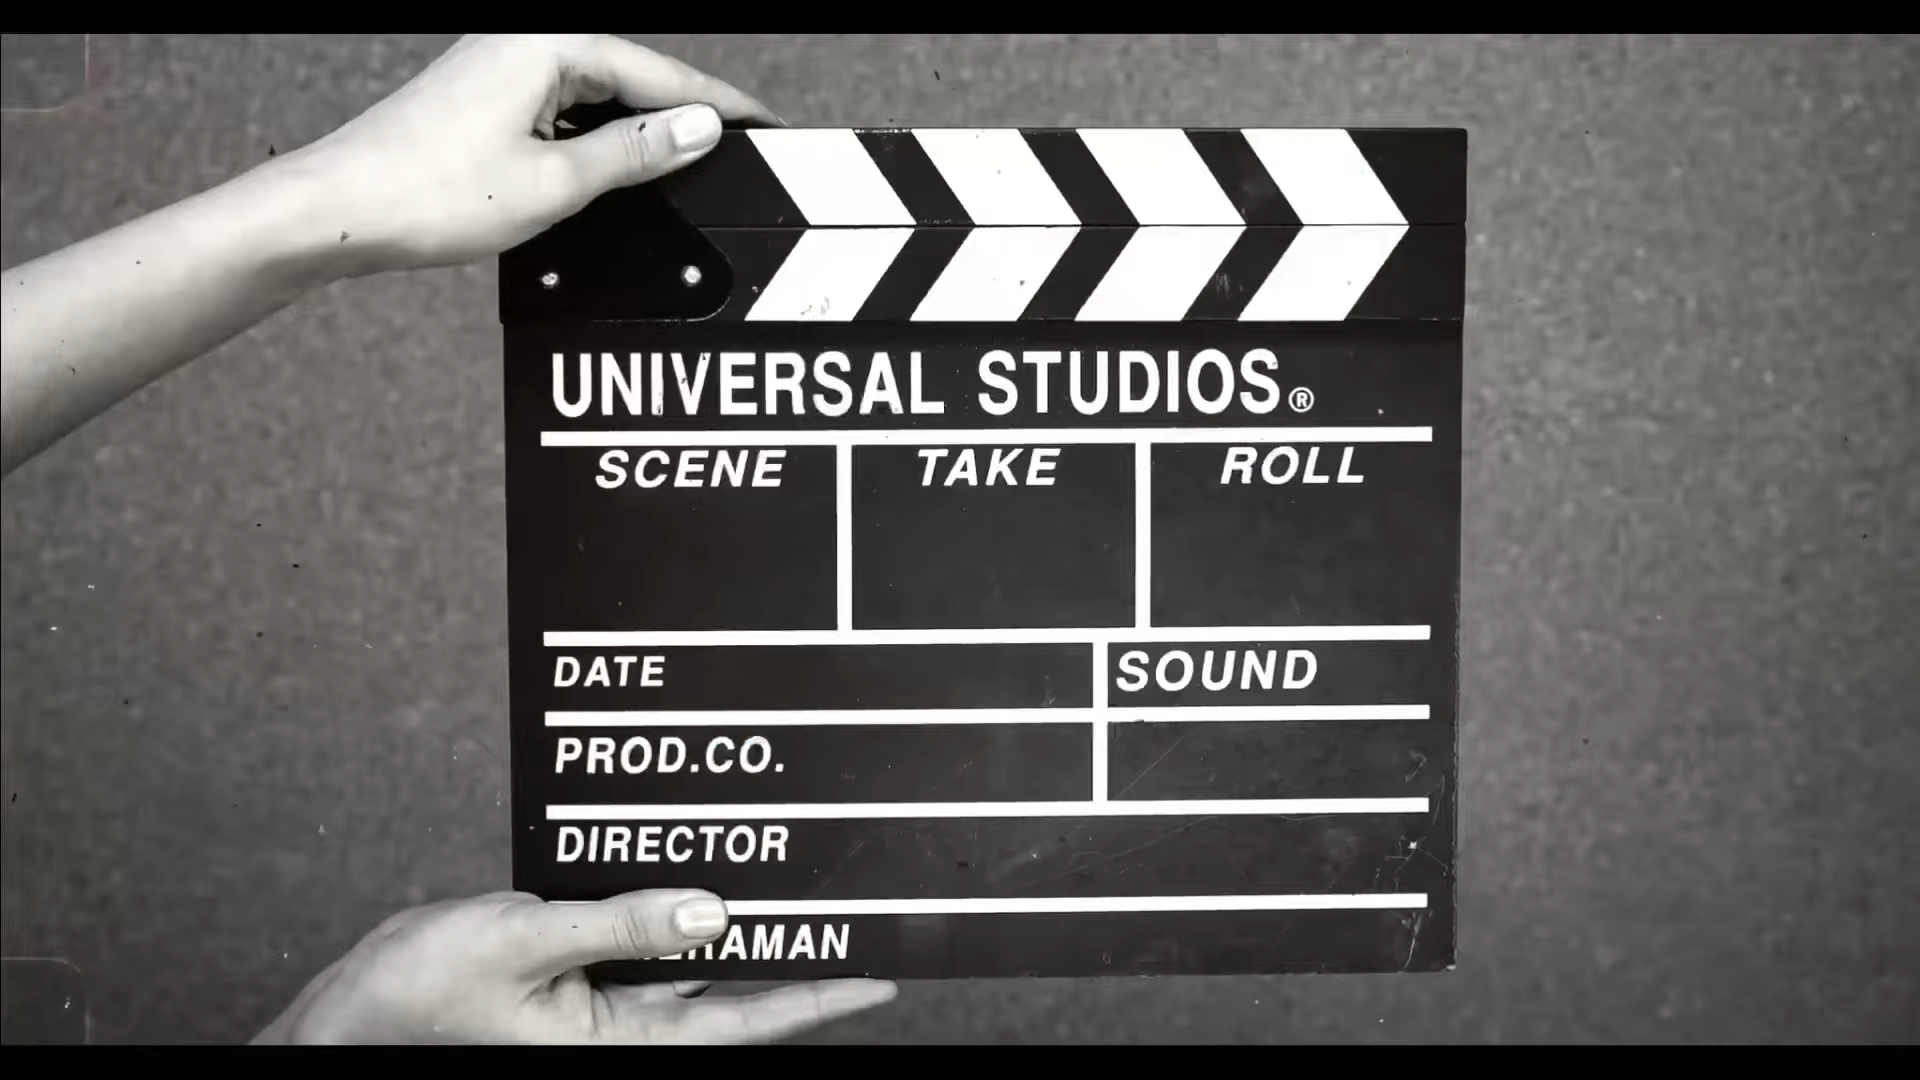 UNIVERSAL STUDIOS®
SCENE TAKE ROLL
DATE SOUND
PROD.CO.
DIRECTOR